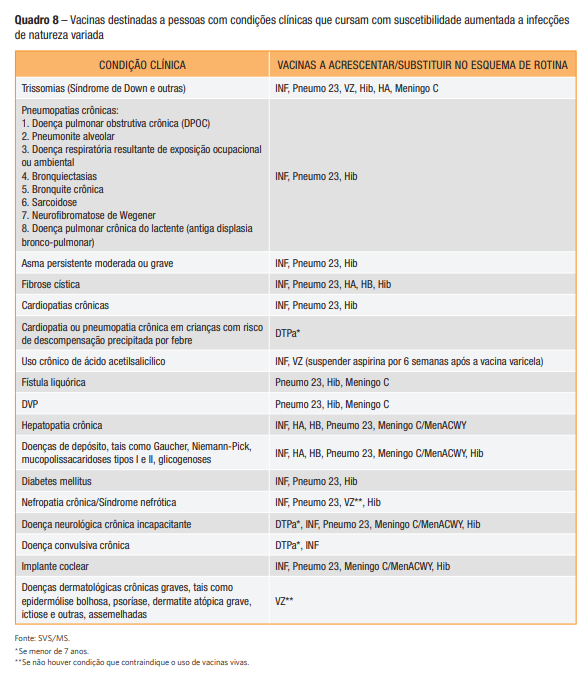 Quadro 8 – Vacinas destinadas a pessoas com condições clínicas que cursam com suscetibilidade aumentada a infecções
de natureza variada
CONDIÇÃO CLÍNICA VACINAS A ACRESCENTAR/SUBSTITUIR NO ESQUEMA DE ROTINA
Trissomias (Síndrome de Down e outras) INF, Pneumo 23, VZ, Hib, HA, Meningo C
Pneumopatias crônicas:
1. Doença pulmonar obstrutiva crônica (DPOC)
2. Pneumonite alveolar
3. Doença respiratória resultante de exposição ocupacional
ou ambiental
4. Bronquiectasias
5. Bronquite crônica
6. Sarcoidose
7. Neurofibromatose de Wegener
8. Doença pulmonar crônica do lactente (antiga displasia
bronco-pulmonar)
INF, Pneumo 23, Hib
Asma persistente moderada ou grave INF, Pneumo 23, Hib
Fibrose cística INF, Pneumo 23, HA, HB, Hib
Cardiopatias crônicas INF, Pneumo 23, Hib
Cardiopatia ou pneumopatia crônica em crianças com risco
de descompensação precipitada por febre
DTPa*
Uso crônico de ácido acetilsalicílico INF, VZ (suspender aspirina por 6 semanas após a vacina varicela)
Fístula liquórica Pneumo 23, Hib, Meningo C
DVP Pneumo 23, Hib, Meningo C
Hepatopatia crônica INF, HA, HB, Pneumo 23, Meningo C/MenACWY
Doenças de depósito, tais como Gaucher, Niemann-Pick,
mucopolissacaridoses tipos I e II, glicogenoses
INF, HA, HB, Pneumo 23, Meningo C/MenACWY, Hib
Diabetes mellitus INF, Pneumo 23, Hib
Nefropatia crônica/Síndrome nefrótica INF, Pneumo 23, VZ**, Hib
Doença neurológica crônica incapacitante DTPa*, INF, Pneumo 23, Meningo C/MenACWY, Hib
Doença convulsiva crônica DTPa*, INF
Implante coclear INF, Pneumo 23, Meningo C/MenACWY, Hib
Doenças dermatológicas crônicas graves, tais como
epidermólise bolhosa, psoríase, dermatite atópica grave,
ictiose e outras, assemelhadas
VZ**
Fonte: SVS/MS.
*Se menor de 7 anos.
**Se não houver condição que contraindique o uso de vacinas vivas.